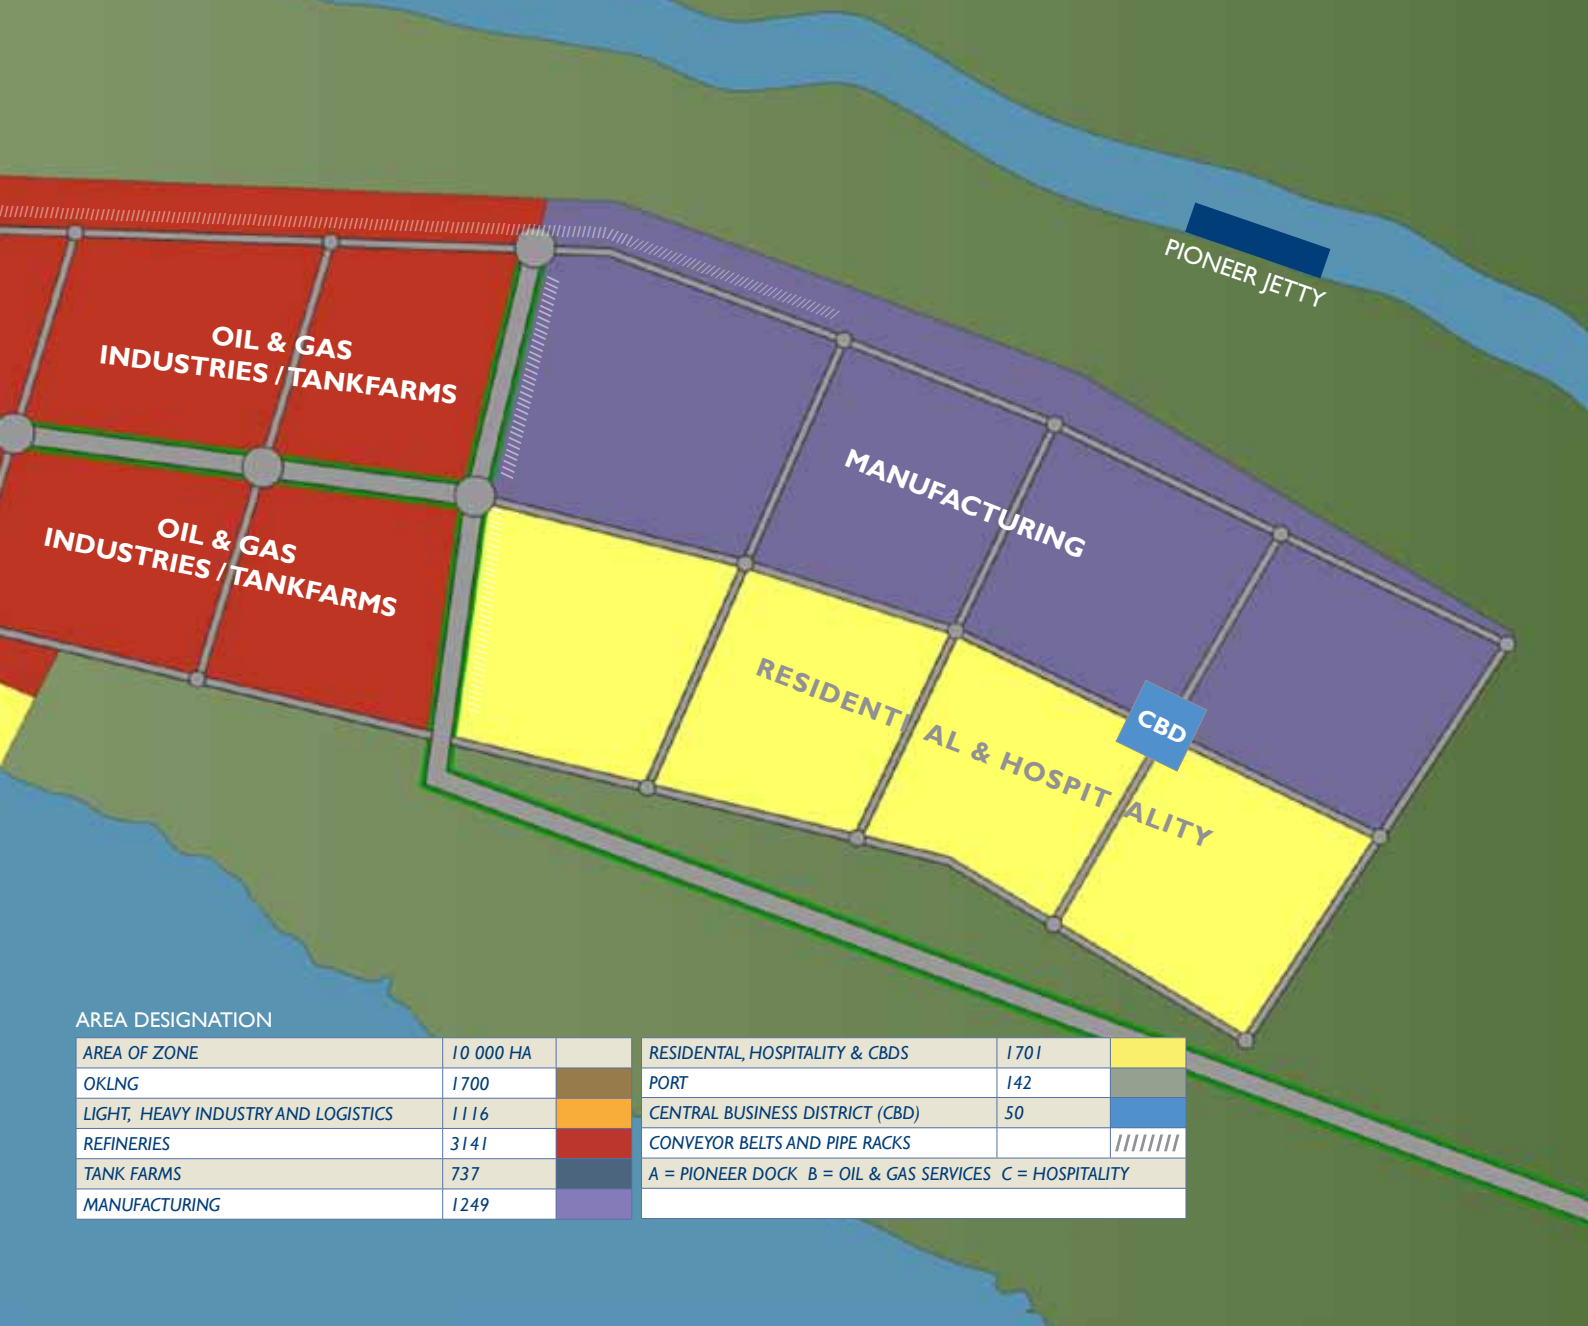 PIONEER JETTY
OIL & GAS
INDUSTRIES / TANKFARMS
MANUFACTURING
OIL & GAS
INDUSTRIES / TANKFARMS
RESIDENTIAL & HOSPITALITY
CBD
AREA DESIGNATION
AREA OF ZONE 10 000 HA
OKLNG 1700
LIGHT, HEAVY INDUSTRY AND LOGISTICS 1116
REFINERIES 3141
TANK FARMS 737
MANUFACTURING 1249
RESIDENTAL, HOSPITALITY & CBDS 1701
PORT 142
CENTRAL BUSINESS DISTRICT (CBD) 50
CONVEYOR BELTS AND PIPE RACKS
A = PIONEER DOCK B = OIL & GAS SERVICES C = HOSPITALITY